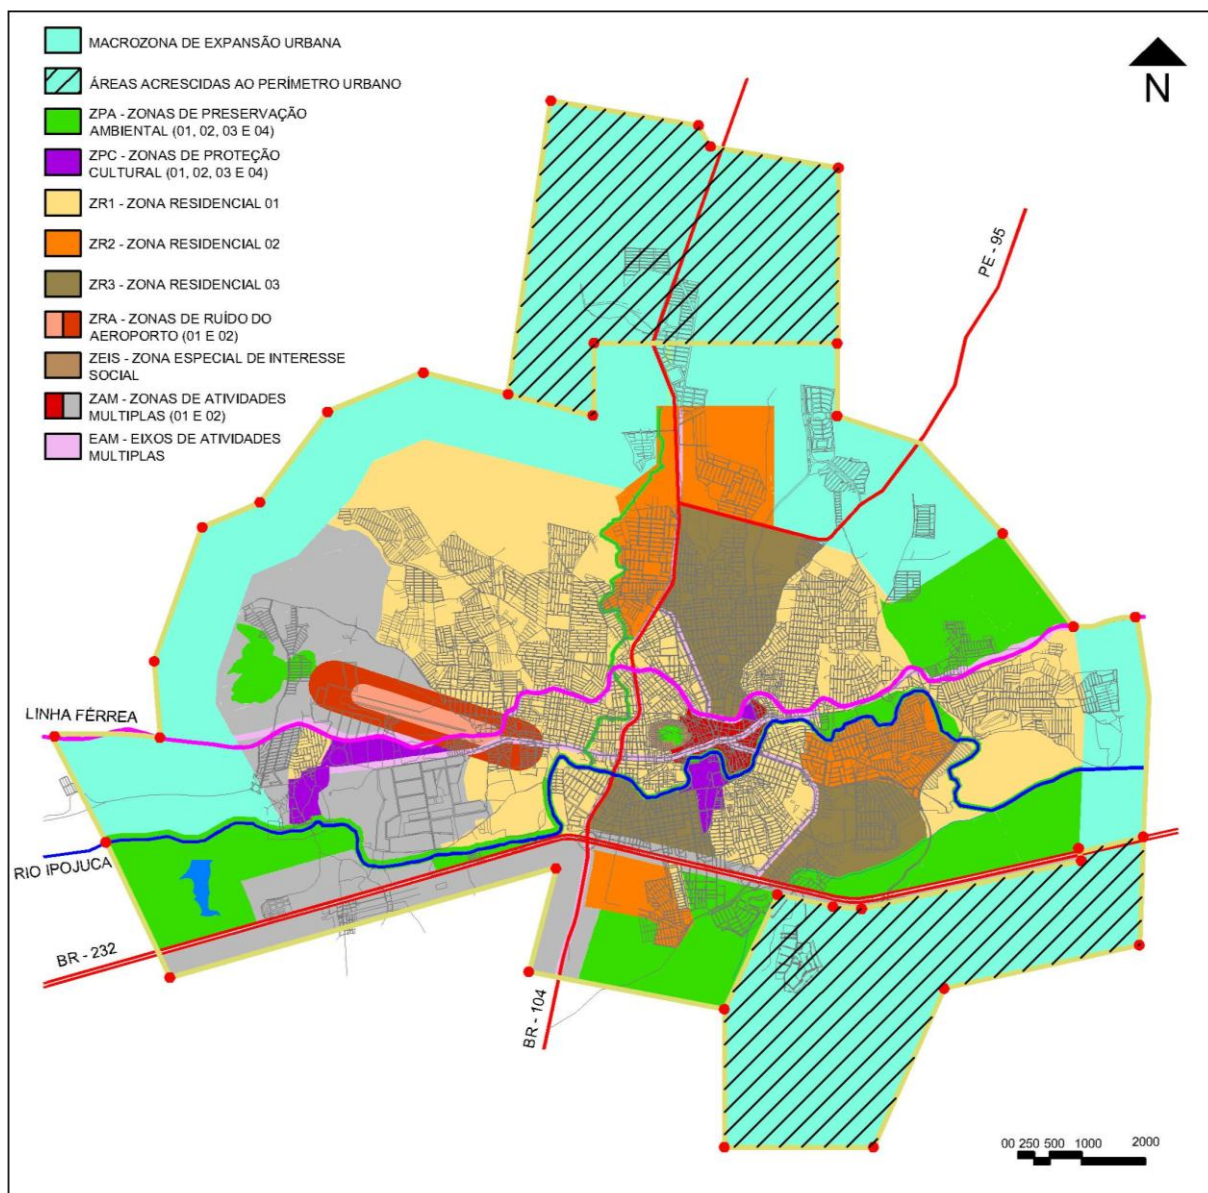 MACROZONA DE EXPANSÃO URBANA
ÁREAS ACRESCIDAS AO PERÍMETRO URBANO
ZPA - ZONAS DE PRESERVAÇÃO
AMBIENTAL (01, 02, 03 E 04)
ZPC - ZONAS DE PROTEÇÃO
CULTURAL (01, 02, 03 E 04)
ZR1 - ZONA RESIDENCIAL 01
ZR2 - ZONA RESIDENCIAL 02
ZR3 - ZONA RESIDENCIAL 03
ZRA - ZONAS DE RUÍDO DO
AEROPORTO (01 E 02)
ZEIS - ZONA ESPECIAL DE INTERESSE
SOCIAL
ZAM - ZONAS DE ATIVIDADES
MULTIPLAS (01 E 02)
EAM - EIXOS DE ATIVIDADES
MULTIPLAS
N
PE - 95
LINHA FÉRREA
RIO IPOJUCA
BR - 232
BR - 104
00 250 500 1000 2000